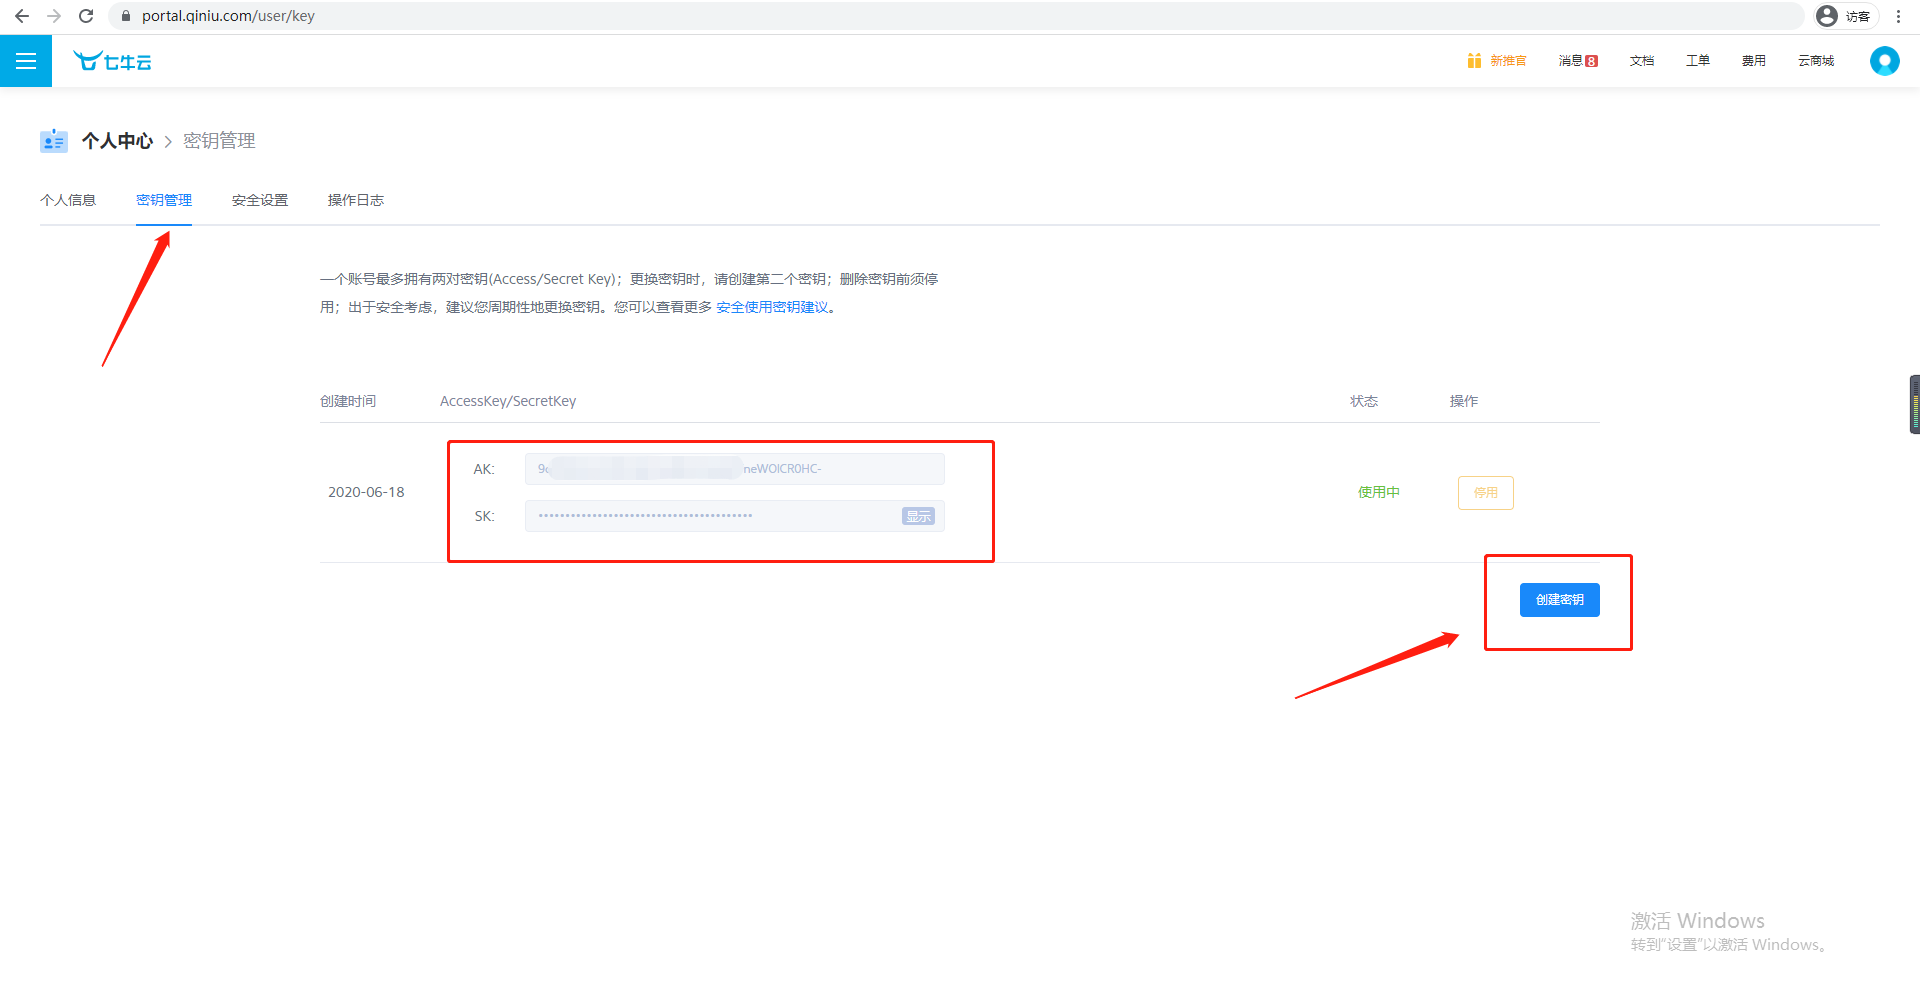 portal.qiniu.com/user/key
访客
七牛云
新推官
消息 8
文档
工单
费用
云商城
个人中心 > 密钥管理
个人信息
密钥管理
安全设置
操作日志
一个账号最多拥有两对密钥(Access/Secret Key)；更换密钥时，请创建第二个密钥；删除密钥前须停
用；出于安全考虑，建议您周期性地更换密钥。您可以查看更多 安全使用密钥建议。
创建时间
AccessKey/SecretKey
状态
操作
AK:
neWOlCR0HC-
2020-06-18
使用中
停用
SK:
显示
创建密钥
激活 Windows
转到“设置”以激活 Windows。